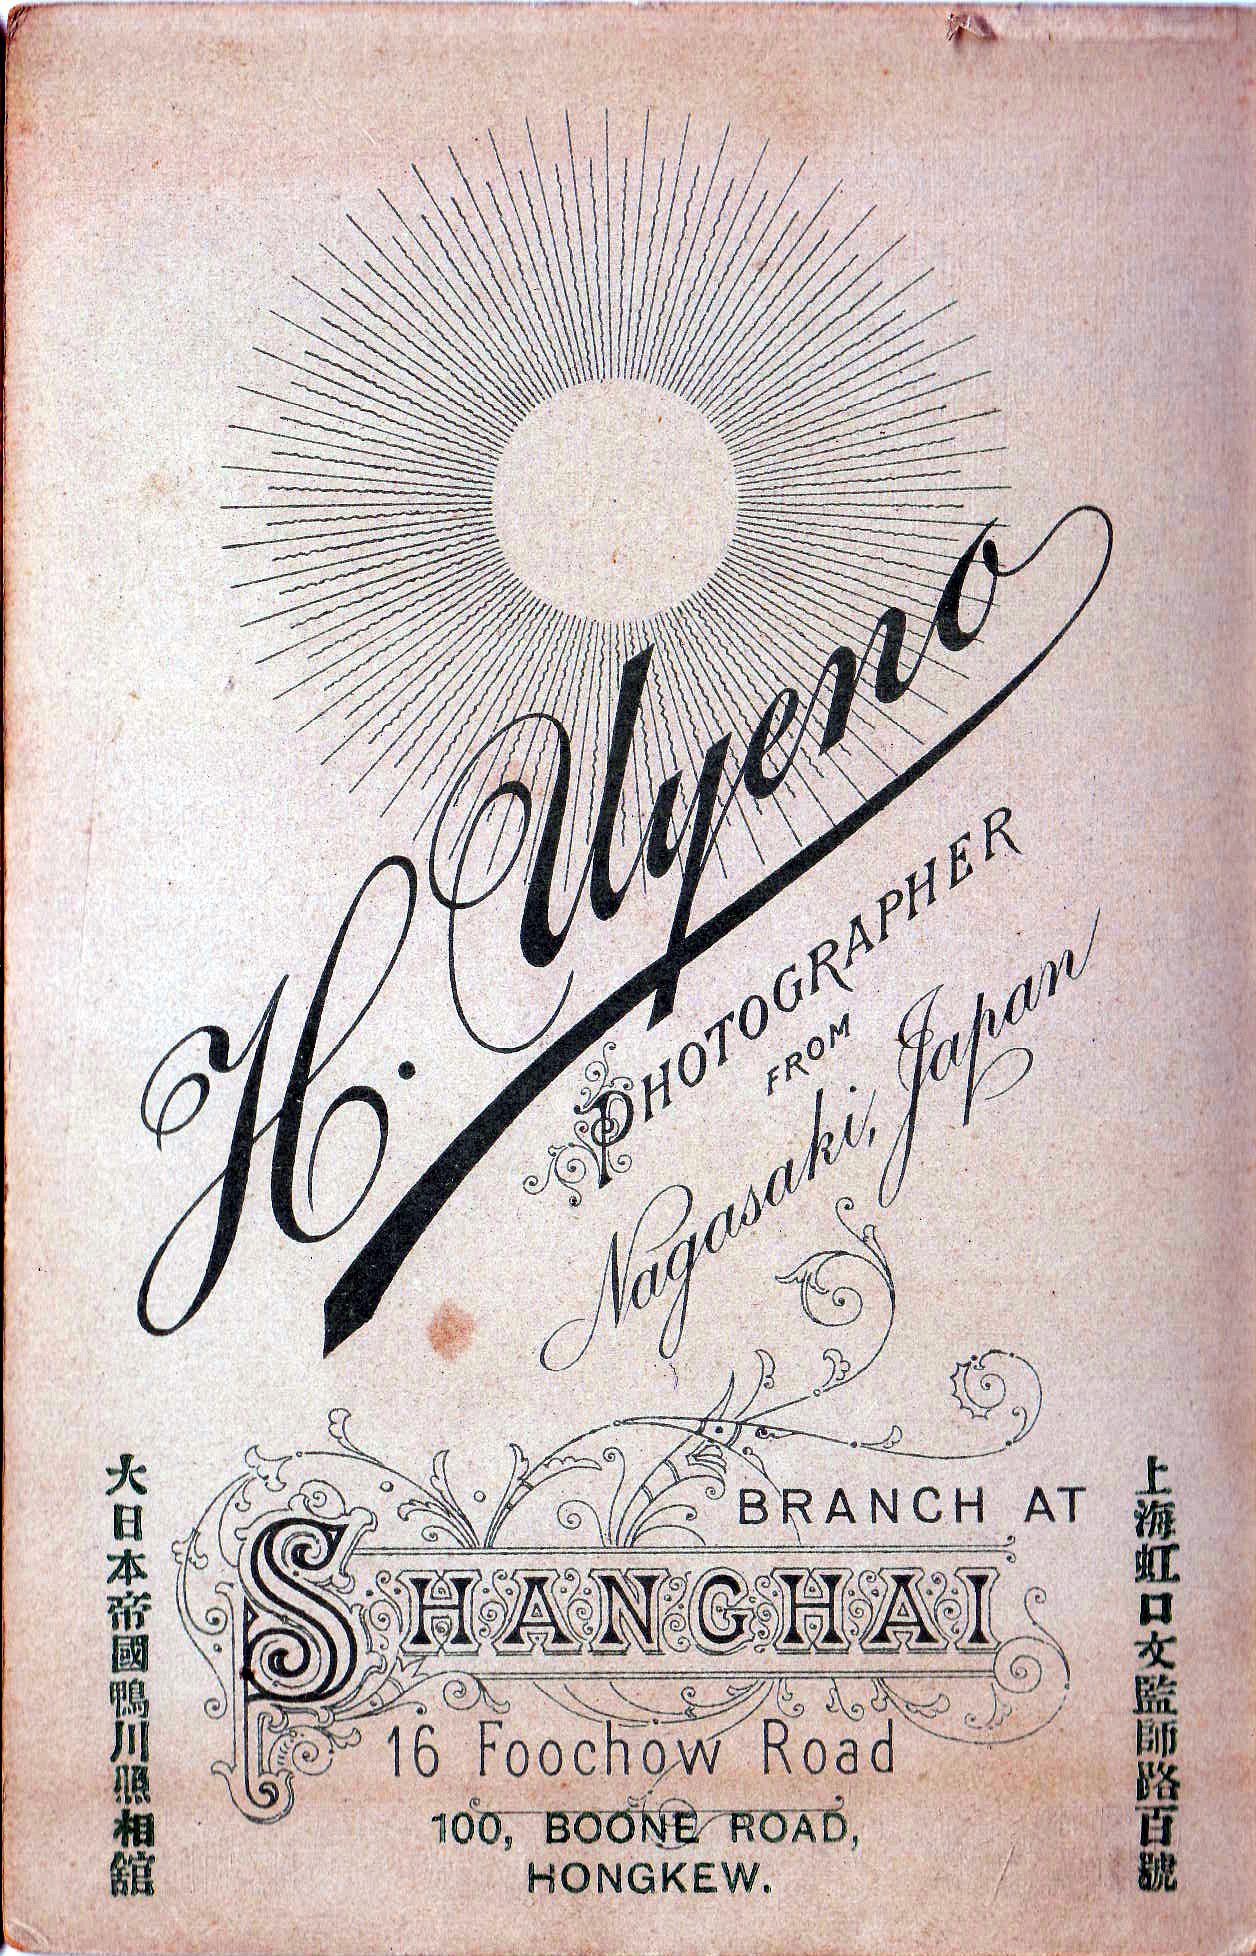 H. Uyeno
PHOTOGRAPHER
FROM
Nagasaki, Japan
BRANCH AT
SHANGHAI
16 Foochow Road
100, BOONE ROAD,
HONGKEW.
上海虹口文監師路百號
大日本帝國鴨川照相館